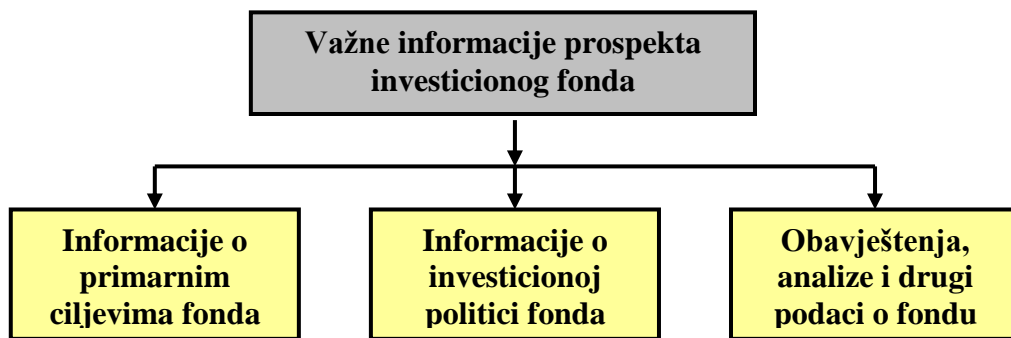 Važne informacije prospekta
investicionog fonda
Informacije o
primarnim
ciljevima fonda
Informacije o
investicionoj
politici fonda
Obavještenja,
analize i drugi
podaci o fondu